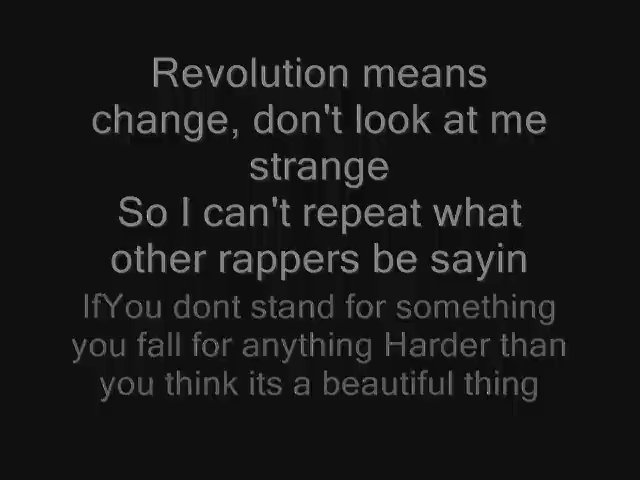 Revolution means
change, don't look at me
strange
So I can't repeat what
other rappers be sayin
IfYou dont stand for something
you fall for anything Harder than
you think its a beautiful thing